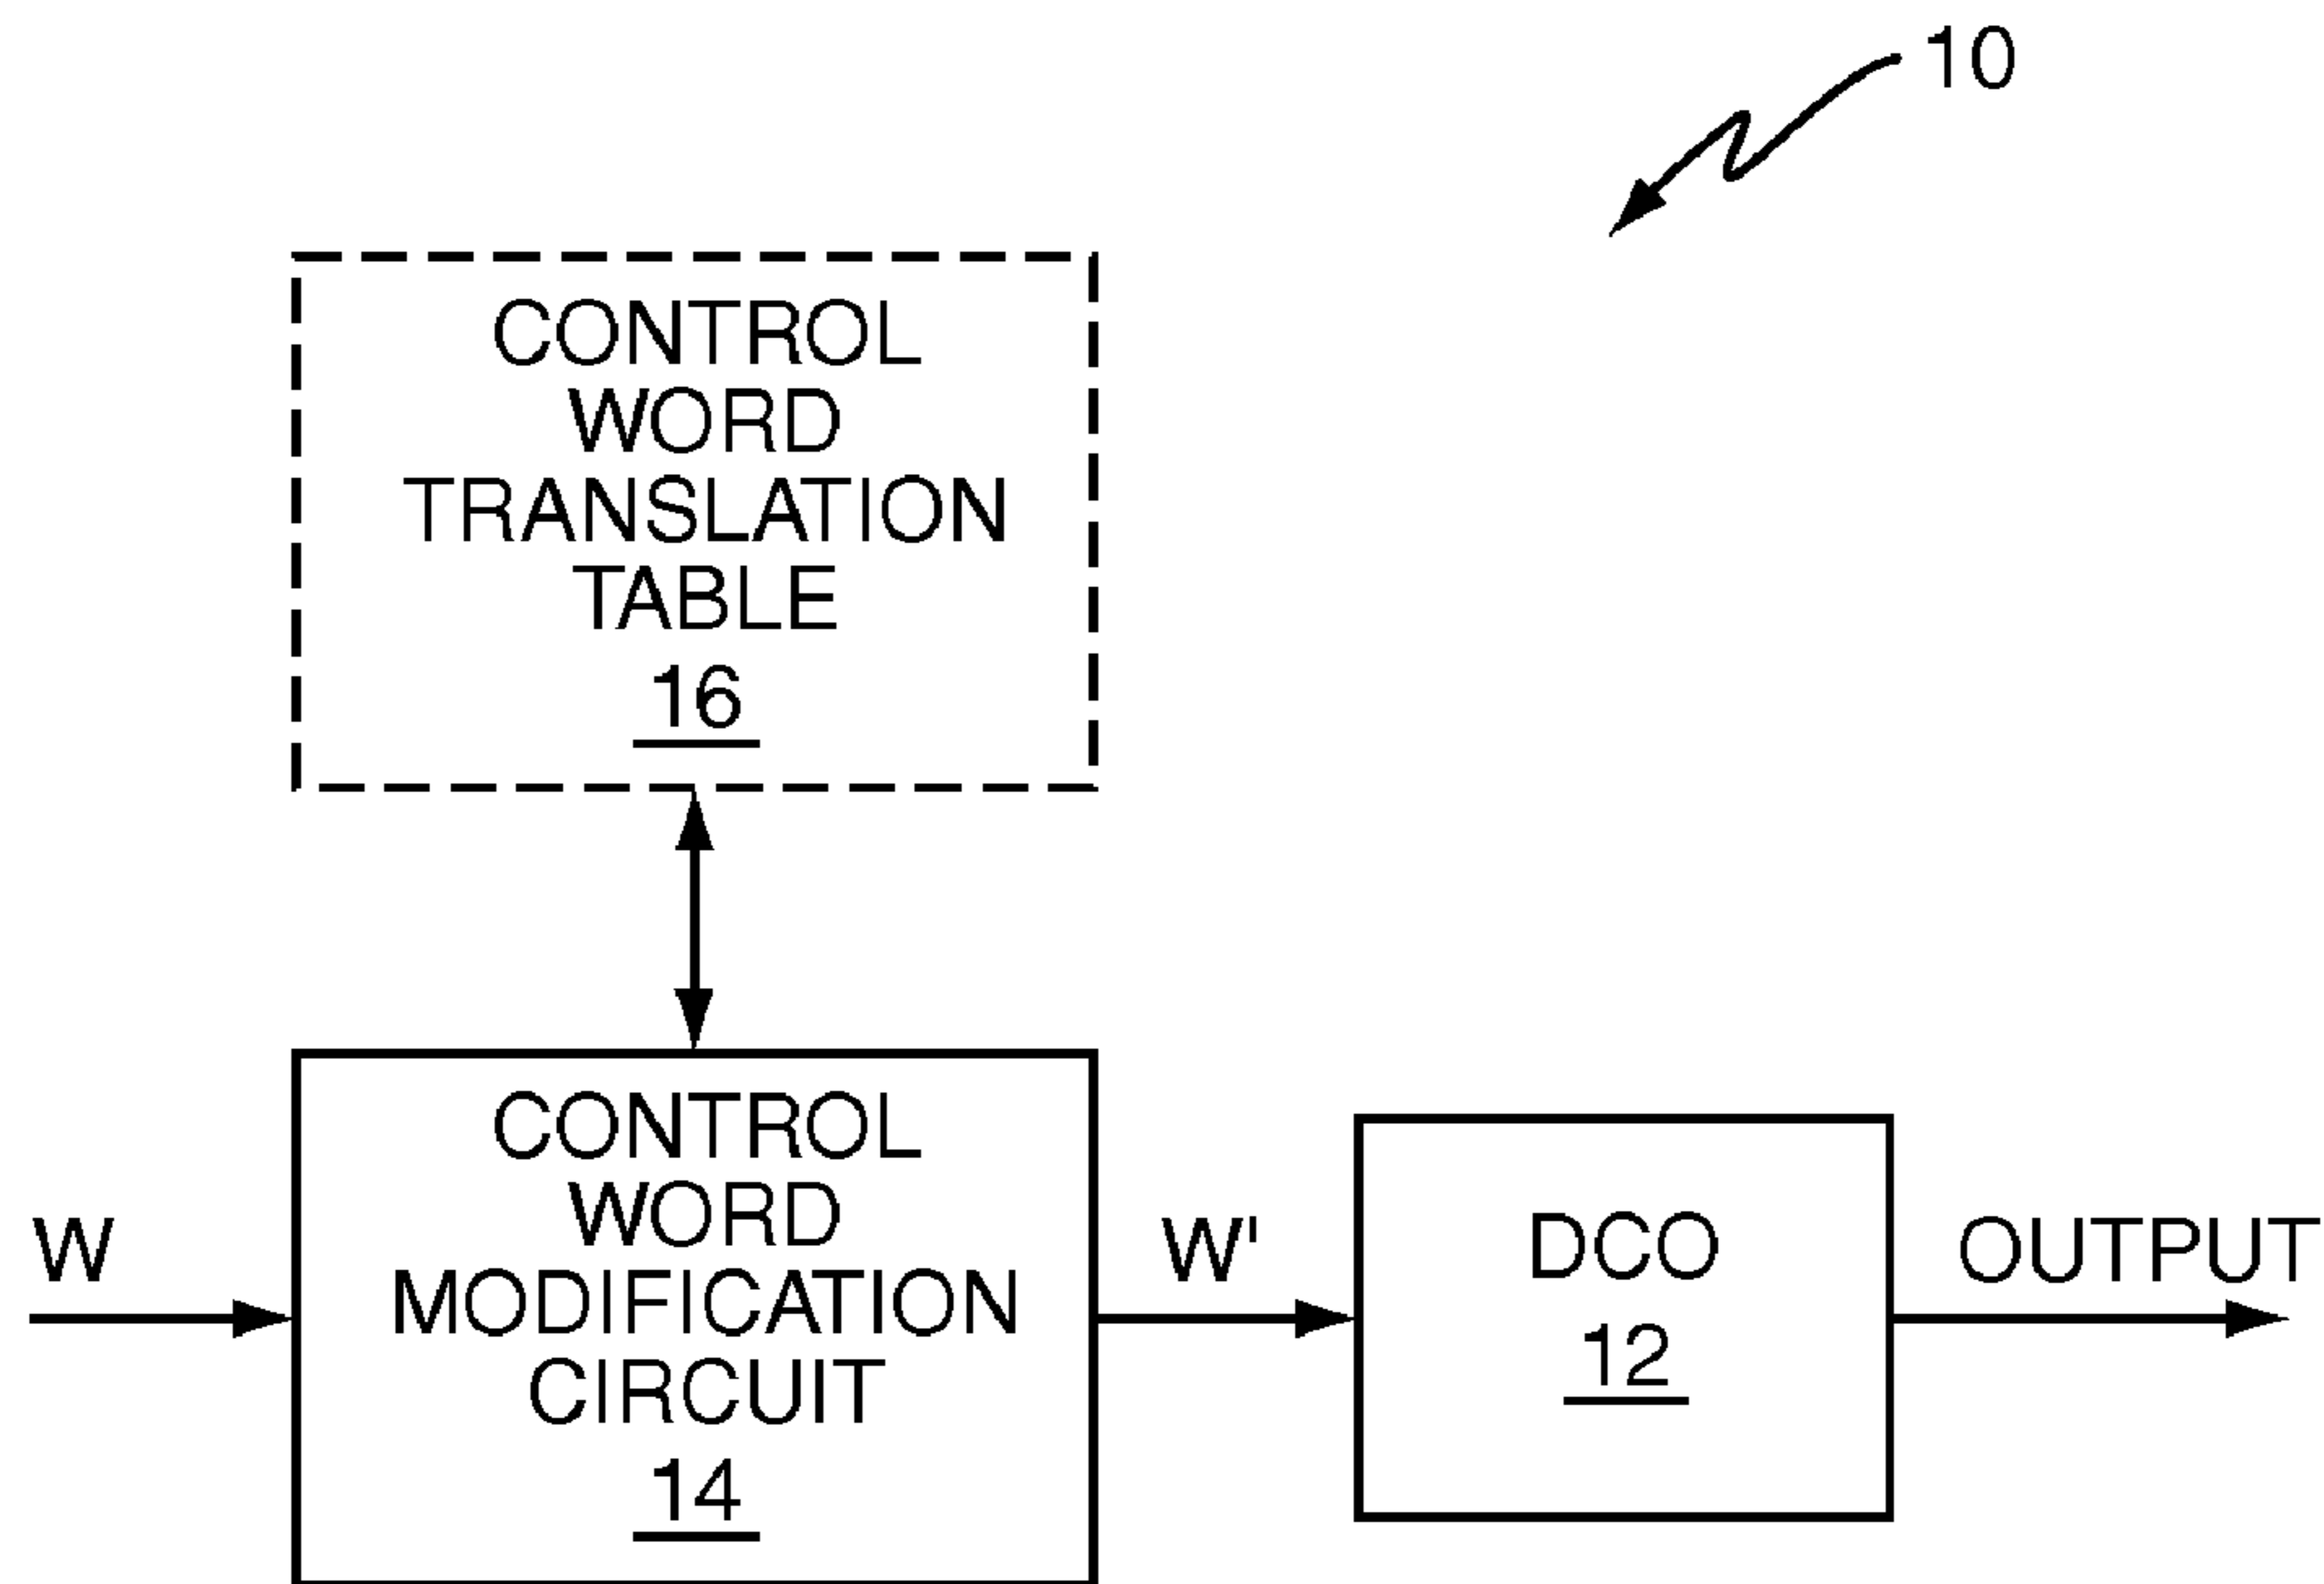 10
CONTROL
WORD
TRANSLATION
TABLE
16
CONTROL
WORD
MODIFICATION
CIRCUIT
14
W
W'
DCO
12
OUTPUT